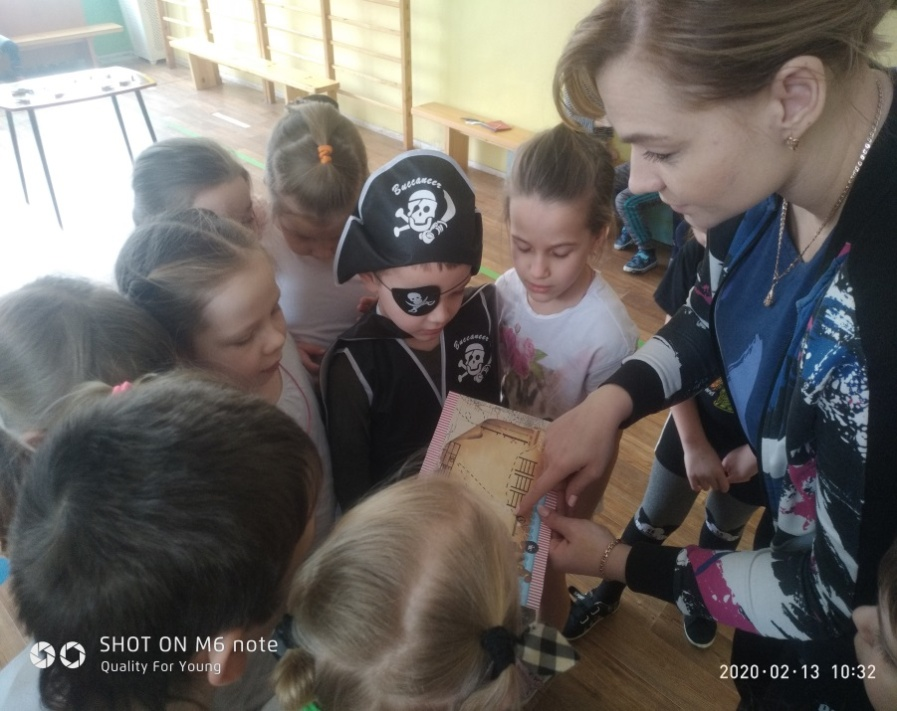 Buccaneer
Buccaneer
SHOT ON M6 note
Quality For Young
2020·02·13 10:32